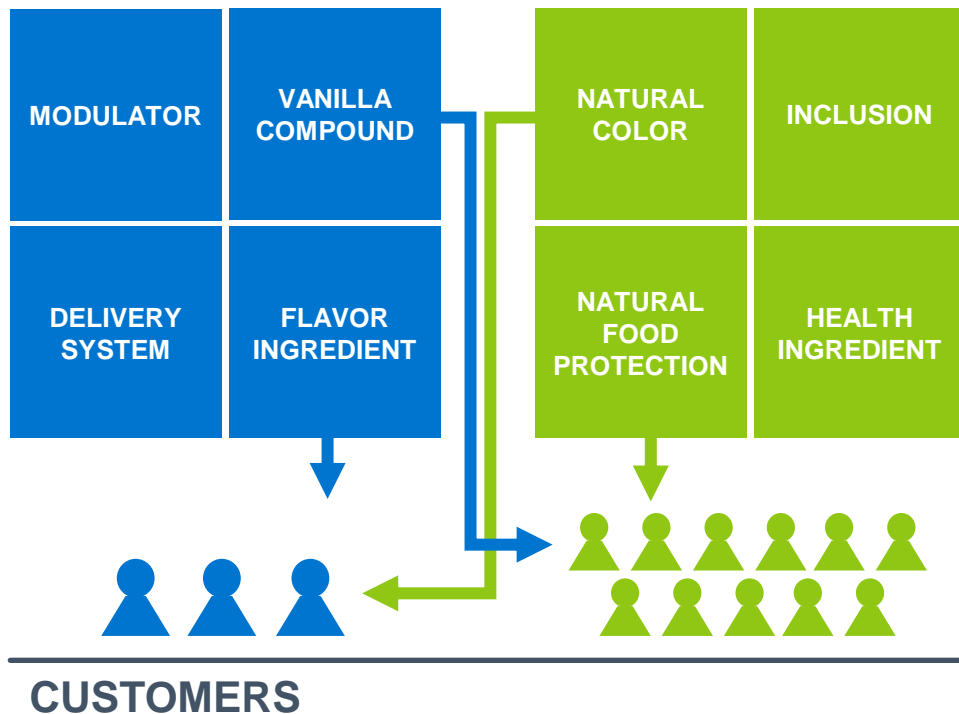 MODULATOR
VANILLA
COMPOUND
NATURAL
COLOR
INCLUSION
DELIVERY
SYSTEM
FLAVOR
INGREDIENT
NATURAL
FOOD
PROTECTION
HEALTH
INGREDIENT
CUSTOMERS